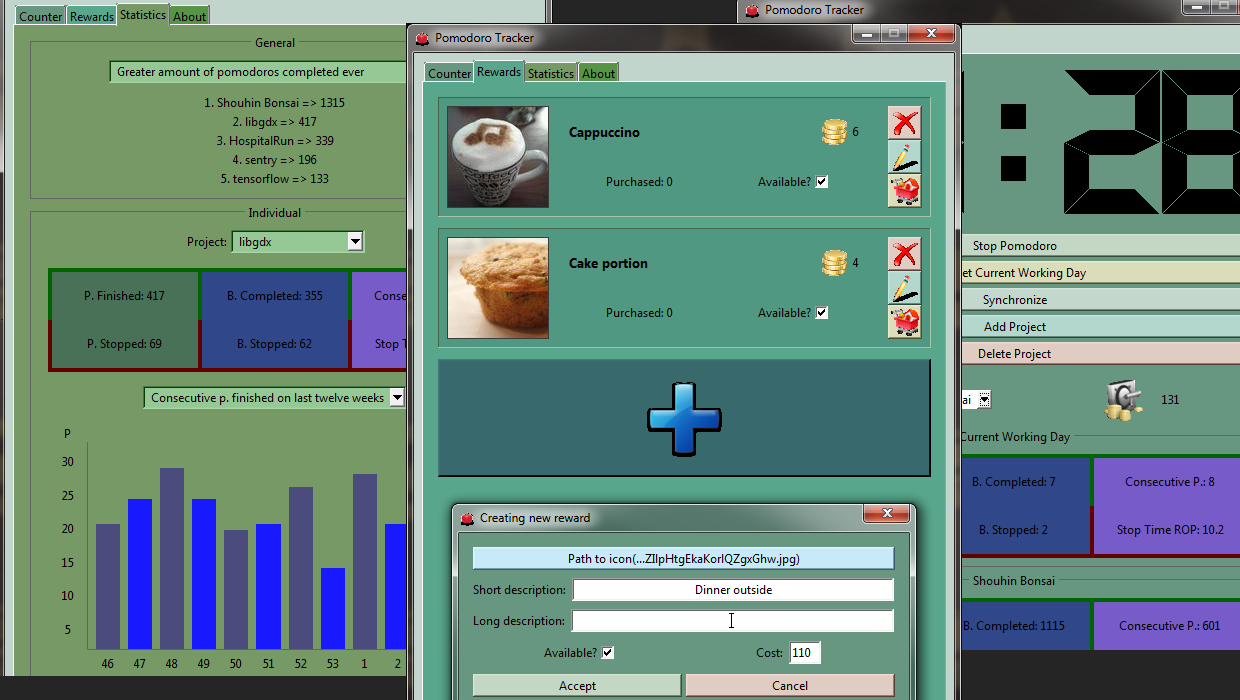 Counter Rewards Statistics About
General
Greater amount of pomodoros completed ever
1. Shouhin Bonsai => 1315
2. libgdx => 417
3. HospitalRun => 339
4. sentry => 196
5. tensorflow => 133
Individual
Project: libgdx
P. Finished: 417 B. Completed: 355 Conse
P. Stopped: 69 B. Stopped: 62 Stop T
Consecutive p. finished on last twelve weeks
P
30
25
20
15
10
5
46 47 48 49 50 51 52 53 1 2
Pomodoro Tracker
Counter Rewards Statistics About
Cappuccino 6
Purchased: 0 Available?
Cake portion 4
Purchased: 0 Available?
Creating new reward
Path to icon(...ZIlpHtgEkaKorlQZgxGhw.jpg)
Short description: Dinner outside
Long description:
Available? Cost: 110
Accept Cancel
Pomodoro Tracker
:28
Stop Pomodoro
et Current Working Day
Synchronize
Add Project
Delete Project
ai 131
Current Working Day
B. Completed: 7 Consecutive P.: 8
B. Stopped: 2 Stop Time ROP: 10.2
Shouhin Bonsai
B. Completed: 1115 Consecutive P.: 601